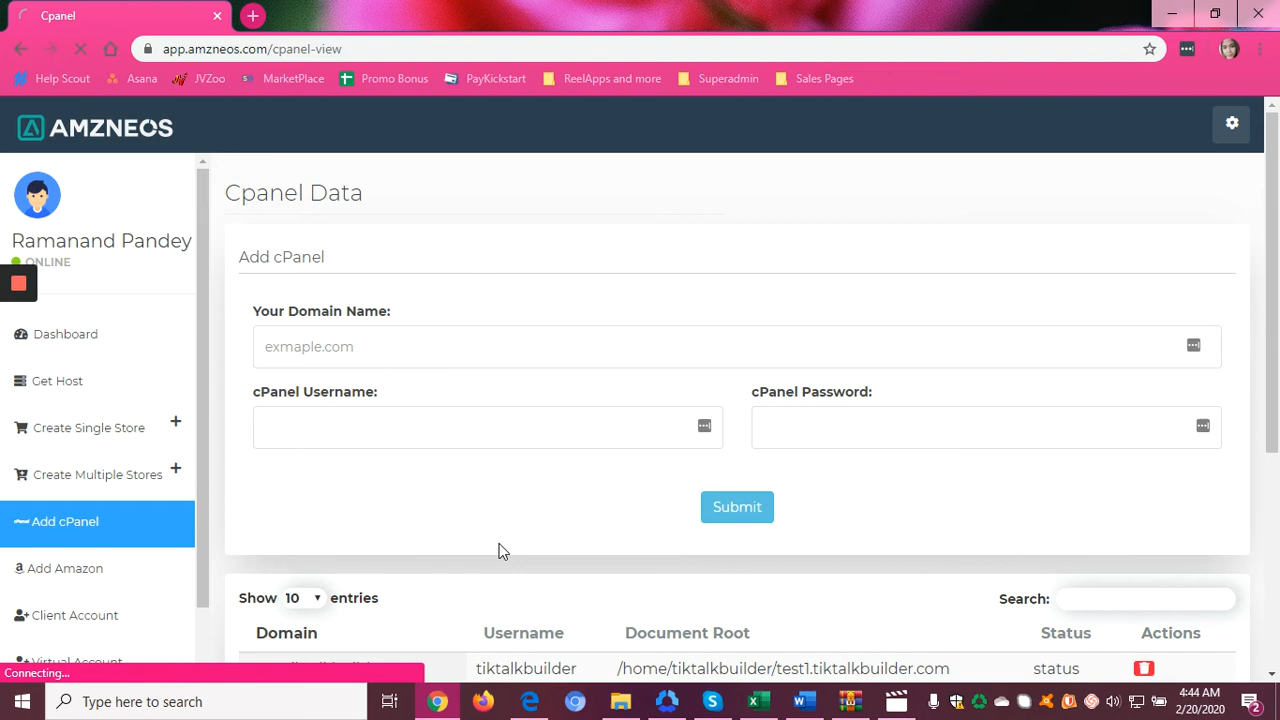 Cpanel
app.amzneos.com/cpanel-view
Help Scout Asana JVZoo MarketPlace Promo Bonus PayKickstart ReelApps and more Superadmin Sales Pages
AMZNEOS
Ramanand Pandey
ONLINE
Dashboard
Get Host
Create Single Store +
Create Multiple Stores +
Add cPanel
Add Amazon
Client Account
Virtual Account
Cpanel Data
Add cPanel
Your Domain Name:
exmaple.com
cPanel Username: cPanel Password:
Submit
Show 10 entries Search:
Domain Username Document Root Status Actions
tiktalkbuilder /home/tiktalkbuilder/test1.tiktalkbuilder.com status
Connecting...
Type here to search
4:44 AM
2/20/2020
2